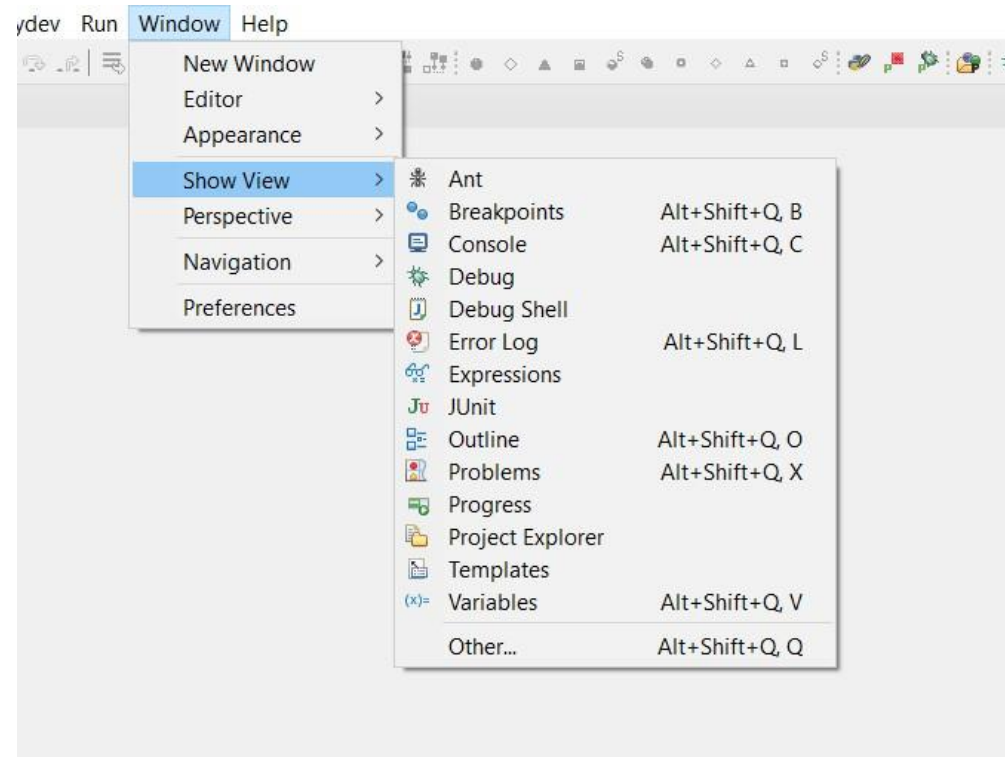 ydev Run Window Help
New Window
Editor
Appearance
Show View
Perspective
Navigation
Preferences
Ant
Breakpoints Alt+Shift+Q, B
Console Alt+Shift+Q, C
Debug
Debug Shell
Error Log Alt+Shift+Q, L
Expressions
JUnit
Outline Alt+Shift+Q, O
Problems Alt+Shift+Q, X
Progress
Project Explorer
Templates
Variables Alt+Shift+Q, V
Other... Alt+Shift+Q, Q